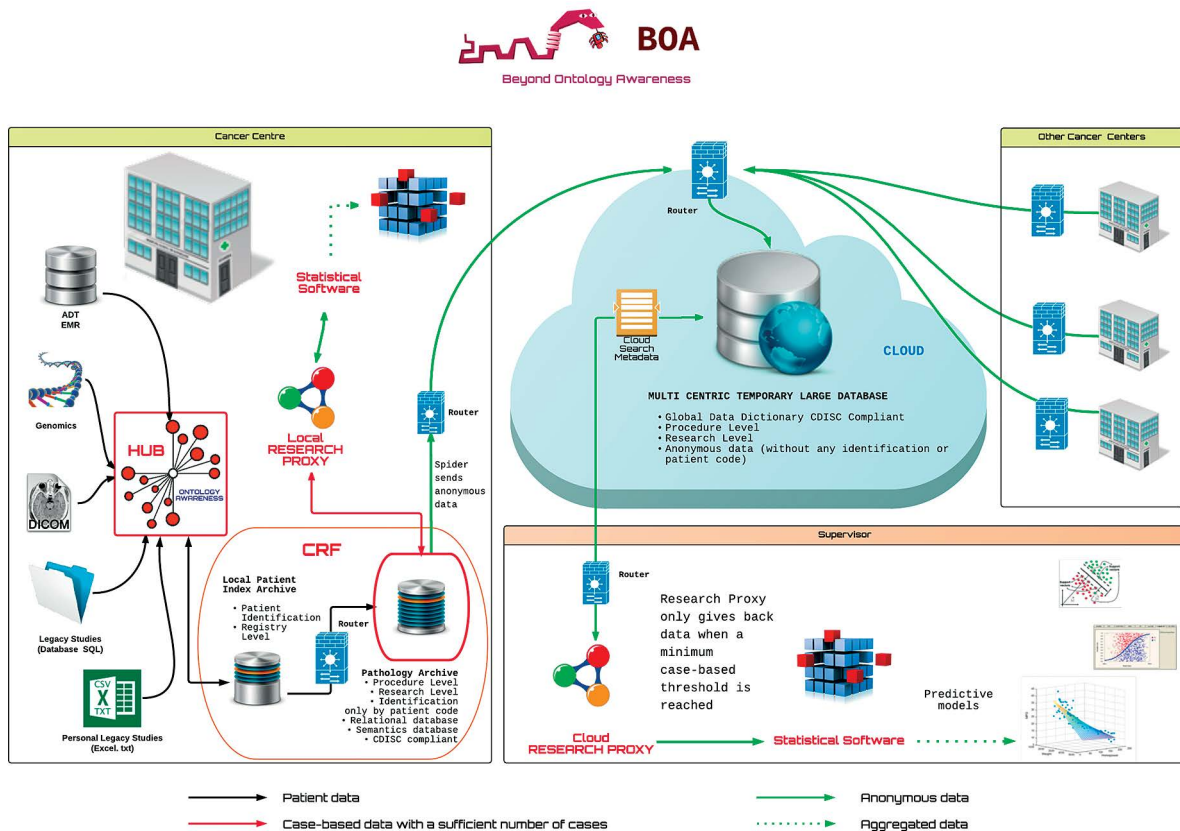 BOA
Beyond Ontology Awareness
Cancer Centre
ADT
EMR
Genomics
DICOM
Legacy Studies
(Database SQL)
CSV
X
TXT
Personal Legacy Studies
(Excel. txt)
HUB
ONTOLOGY
AWARENESS
Statistical
Software
Local
RESEARCH
PROXY
Router
Spider
sends
anonymous
data
CRF
Local Patient
Index Archive
• Patient
Identification
• Registry
Level
Router
Pathology Archive
• Procedure Level
• Research Level
• Identification
only by patient code
• Relational database
• Semantics database
• CDISC compliant
Router
Cloud
Search
Metadata
CLOUD
MULTI CENTRIC TEMPORARY LARGE DATABASE
• Global Data Dictionary CDISC Compliant
• Procedure Level
• Research Level
• Anonymous data (without any identification or
patient code)
Other Cancer Centers
Supervisor
Router
Research Proxy
only gives back
data when a
minimum
case-based
threshold is
reached
Cloud
RESEARCH PROXY
Statistical Software
Predictive
models
Patient data
Case-based data with a sufficient number of cases
Anonymous data
Aggregated data